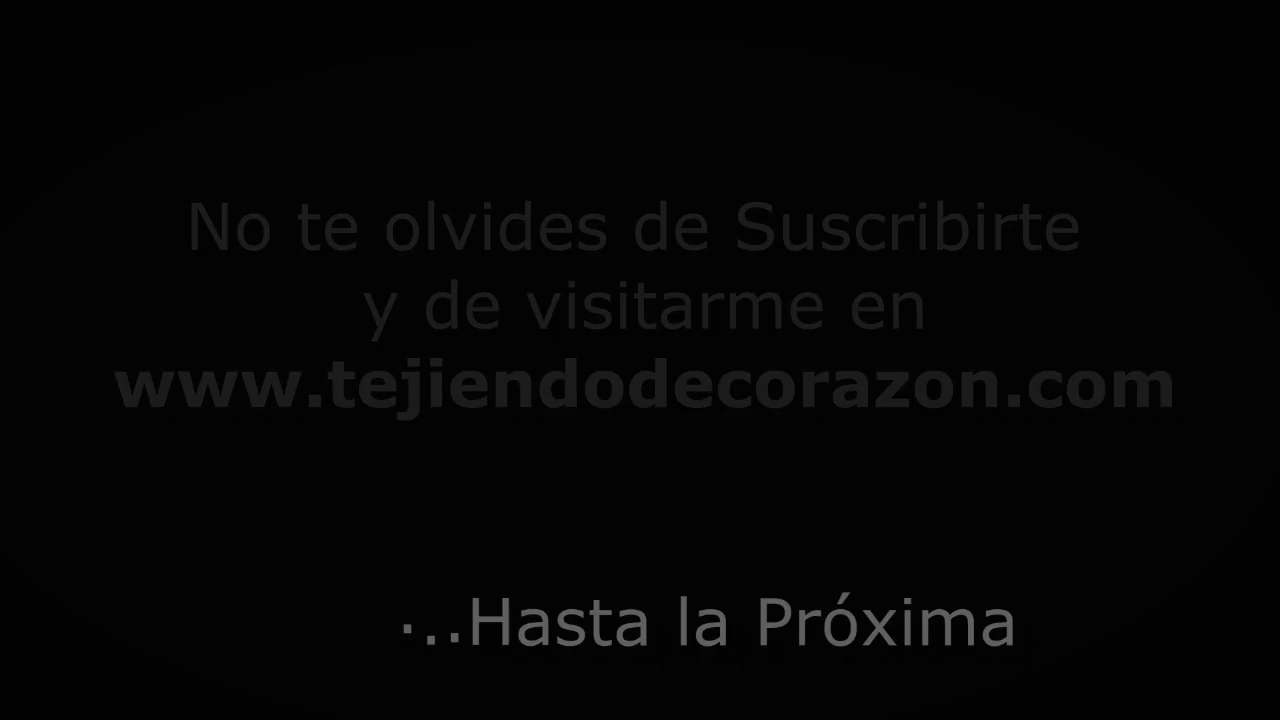 No te olvides de Suscribirte
y de visitarme en
www.tejiendodecorazon.com
...Hasta la Próxima